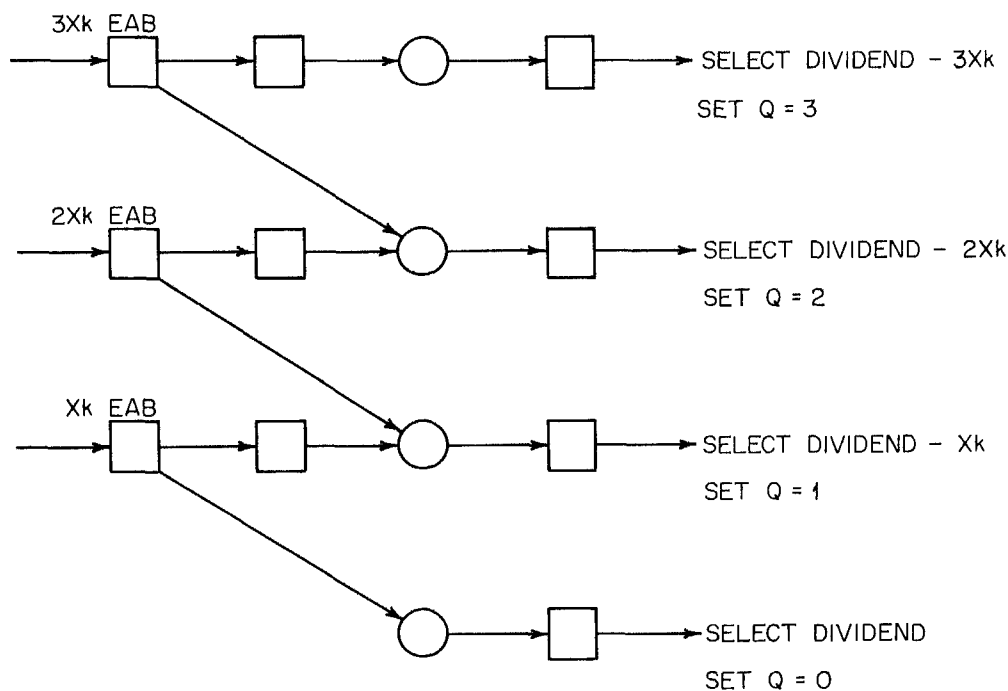 3Xk EAB
SELECT DIVIDEND - 3Xk
SET Q = 3
2Xk EAB
SELECT DIVIDEND - 2Xk
SET Q = 2
Xk EAB
SELECT DIVIDEND - Xk
SET Q = 1
SELECT DIVIDEND
SET Q = 0